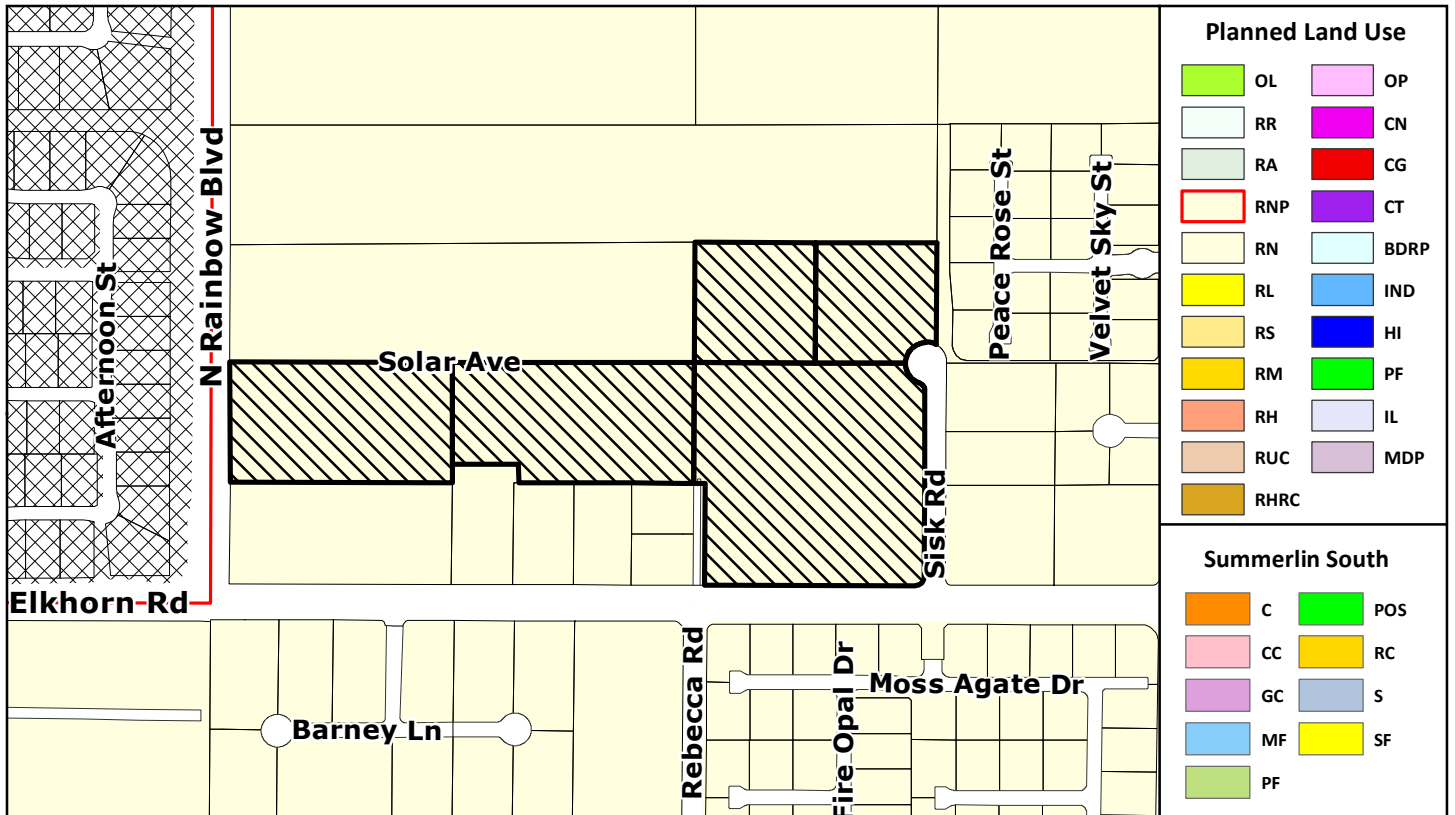 N Rainbow Blvd
Afternoon St
Solar Ave
Peace Rose St
Velvet Sky St
Sisk Rd
Elkhorn Rd
Rebecca Rd
Barney Ln
Moss Agate Dr
Fire Opal Dr
Planned Land Use
OL OP
RR CN
RA CG
RNP CT
RN BDRP
RL IND
RS HI
RM PF
RH IL
RUC MDP
RHRC
Summerlin South
C POS
CC RC
GC S
MF SF
PF